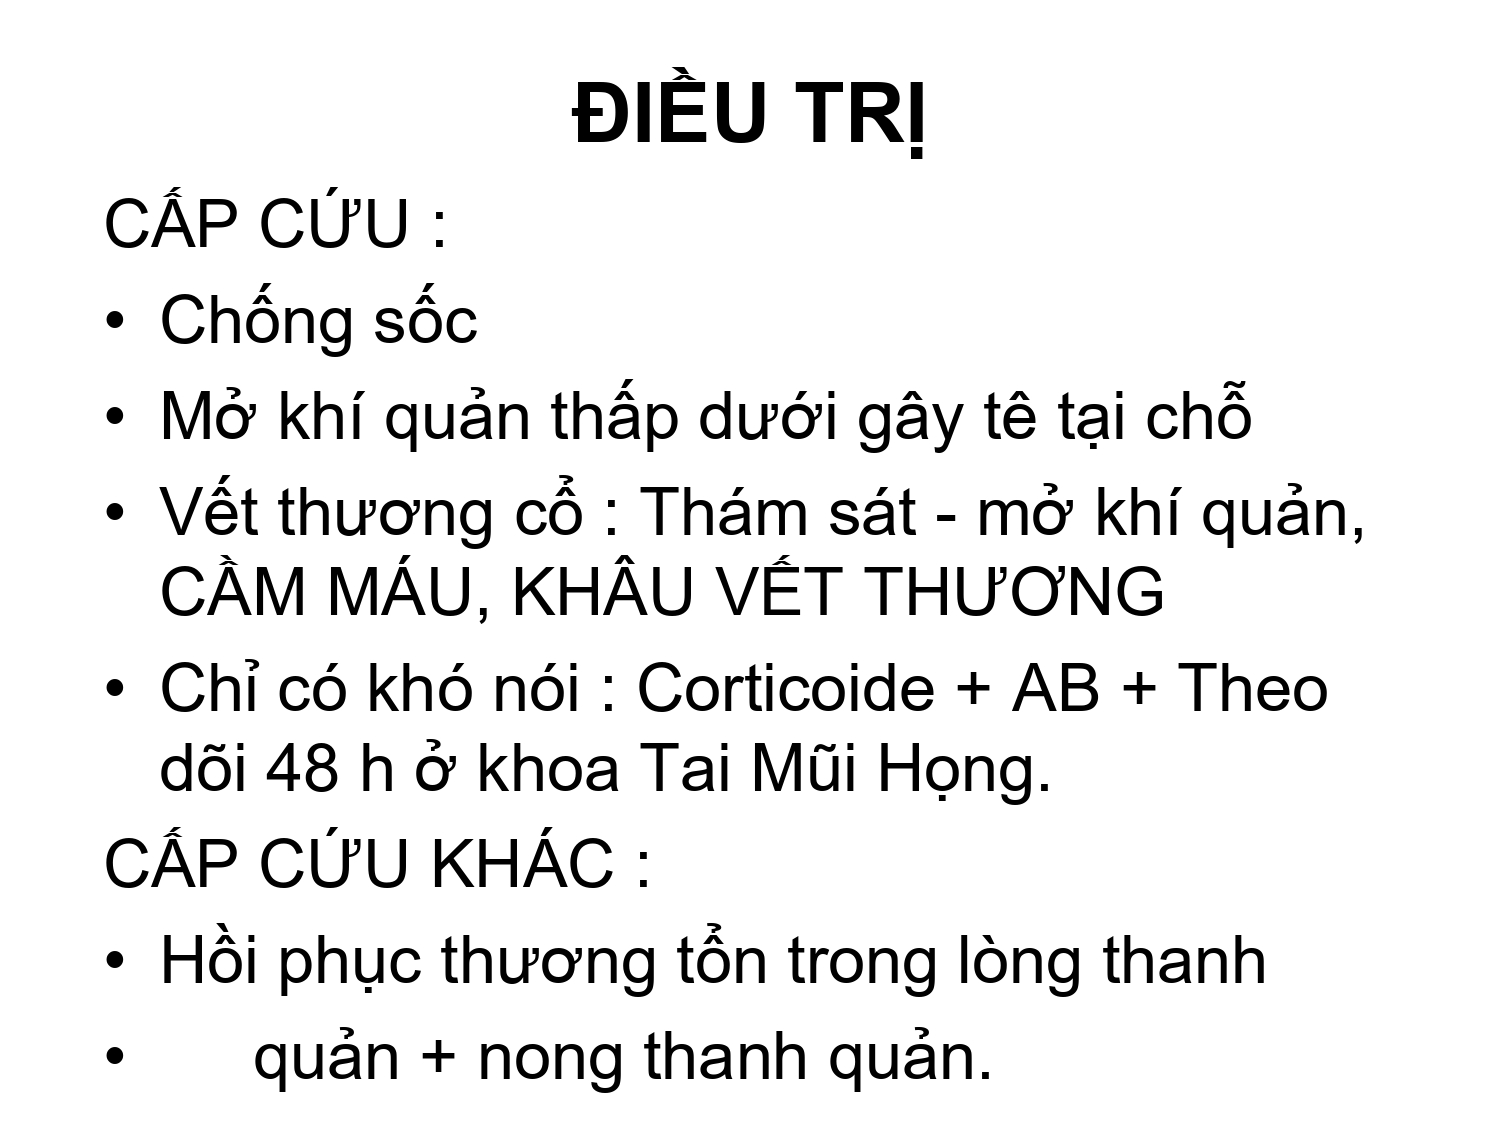 ĐIỀU TRỊ
CẤP CỨU :
• Chống sốc
• Mở khí quản thấp dưới gây tê tại chỗ
• Vết thương cổ : Thám sát - mở khí quản,
CẦM MÁU, KHÂU VẾT THƯƠNG
• Chỉ có khó nói : Corticoide + AB + Theo
dõi 48 h ở khoa Tai Mũi Họng.
CẤP CỨU KHÁC :
• Hồi phục thương tổn trong lòng thanh
• quản + nong thanh quản.